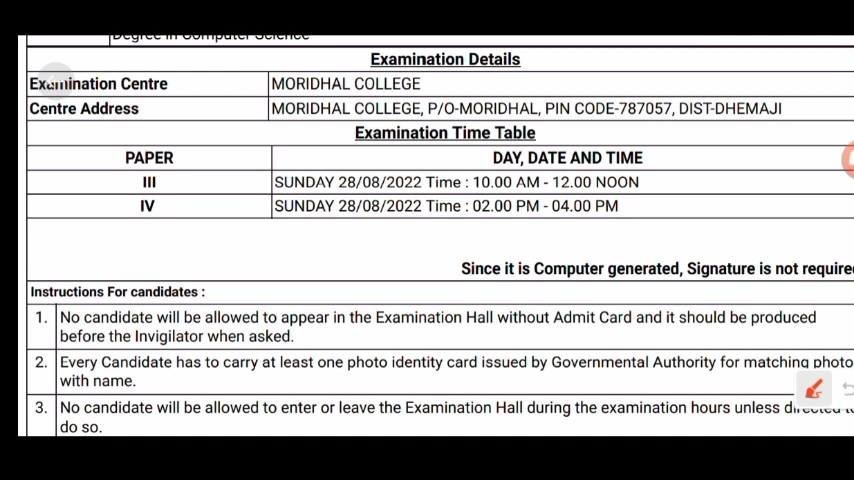 Degree in Computer Science
Examination Details
Examination Centre MORIDHAL COLLEGE
Centre Address MORIDHAL COLLEGE, P/O-MORIDHAL, PIN CODE-787057, DIST-DHEMAJI
Examination Time Table
PAPER DAY, DATE AND TIME
III SUNDAY 28/08/2022 Time : 10.00 AM - 12.00 NOON
IV SUNDAY 28/08/2022 Time : 02.00 PM - 04.00 PM
Since it is Computer generated, Signature is not require
Instructions For candidates :
1. No candidate will be allowed to appear in the Examination Hall without Admit Card and it should be produced
before the Invigilator when asked.
2. Every Candidate has to carry at least one photo identity card issued by Governmental Authority for matching photo
with name.
3. No candidate will be allowed to enter or leave the Examination Hall during the examination hours unless directed
do so.